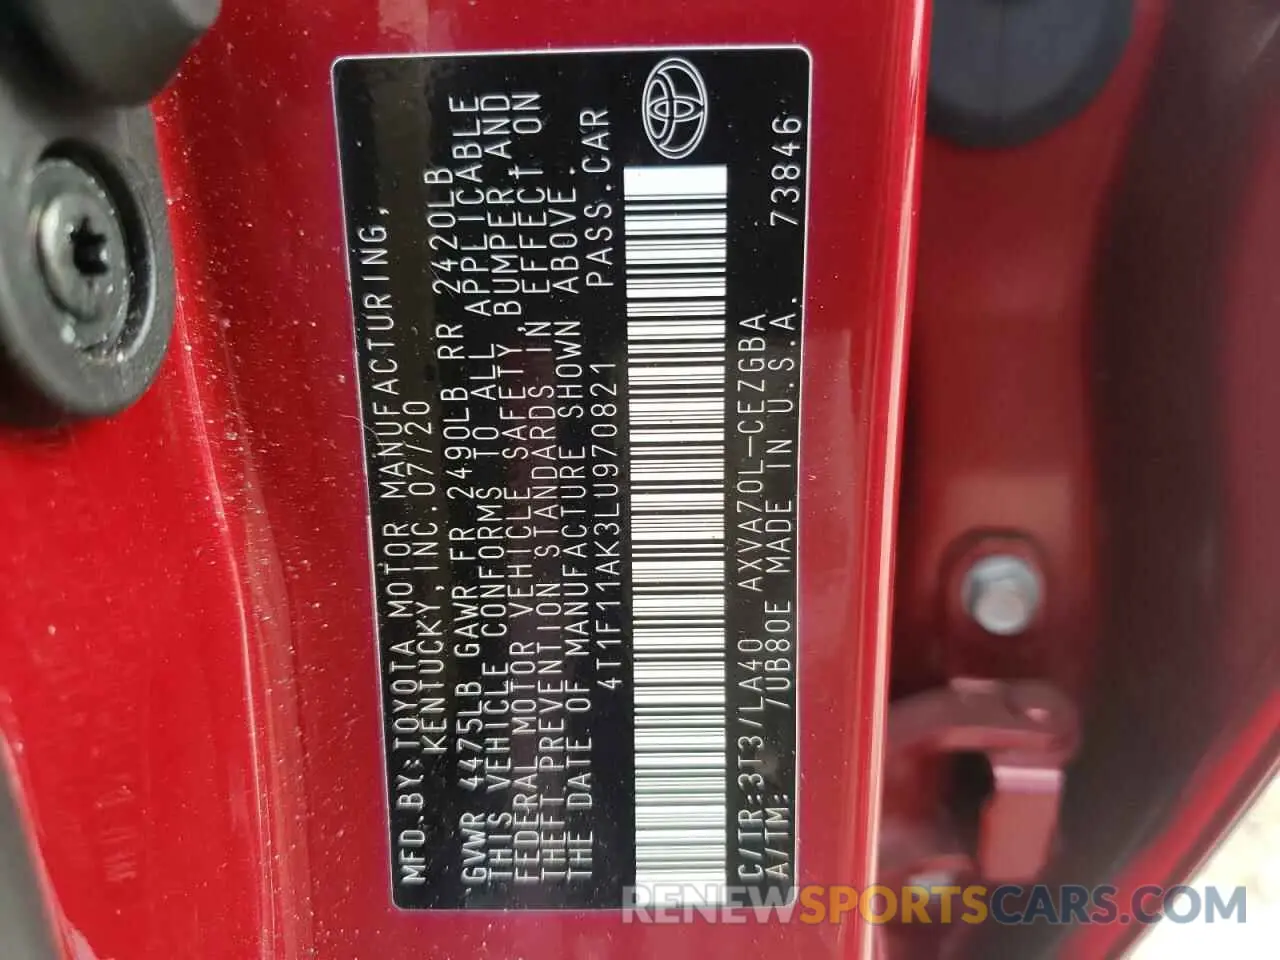 MFD.BY:TOYOTA MOTOR MANUFACTURING,
KENTUCKY,INC.07/20
GVWR 4475LB GAWR FR 2490LB RR 2420LB
THIS VEHICLE CONFORMS TO ALL APPLICABLE
FEDERAL MOTOR VEHICLE SAFETY,BUMPER,AND
THEFT PREVENTION STANDARDS IN EFFECT ON
THE DATE OF MANUFACTURE SHOWN ABOVE.
4T1F11AK3LU970821 PASS.CAR
C/TR:3T3/LA40 AXVA70L-CEZGBA
A/TM: /UB80E MADE IN U.S.A. 73846
RENEWSPORTSCARS.COM